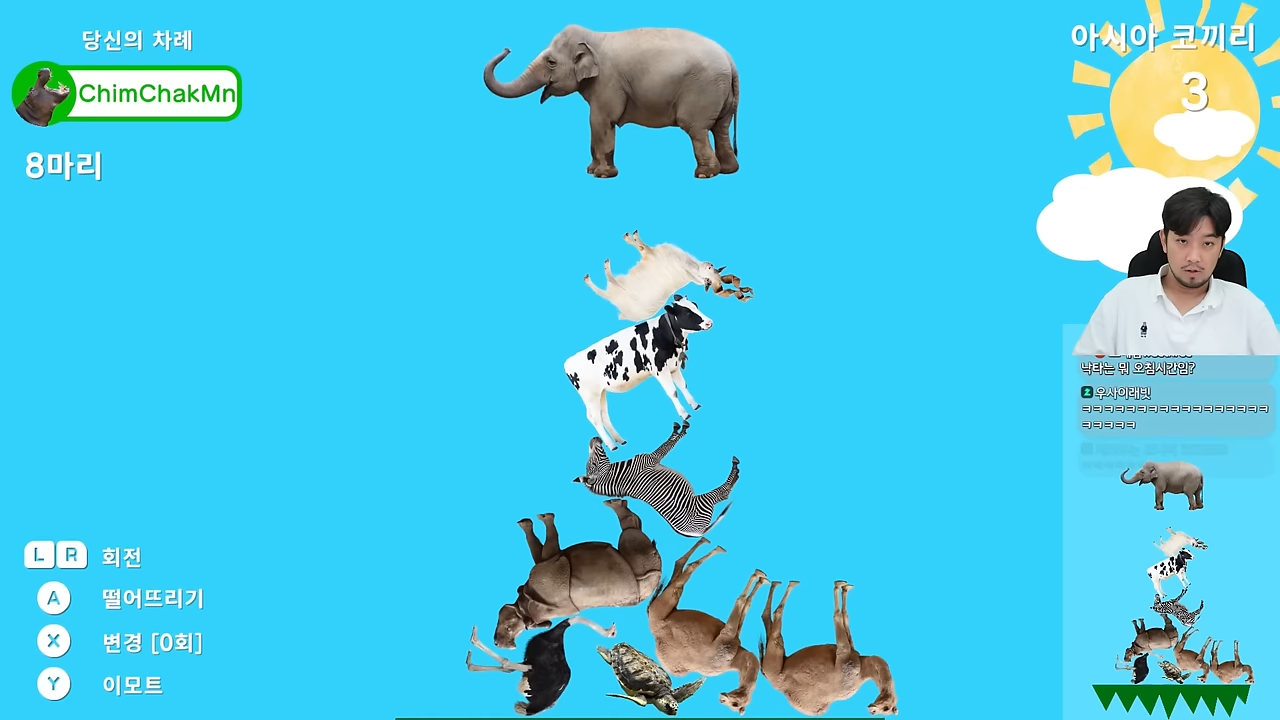 당신의 차례
ChimChakMn
8마리
아시아 코끼리
3
낙타는 뭐 오침시간임?
우사이래빗
ㅋㅋㅋㅋㅋㅋㅋㅋㅋㅋㅋㅋㅋㅋㅋㅋㅋ
ㅋㅋㅋㅋㅋ
L R 회전
A 떨어뜨리기
X 변경 [0회]
Y 이모트